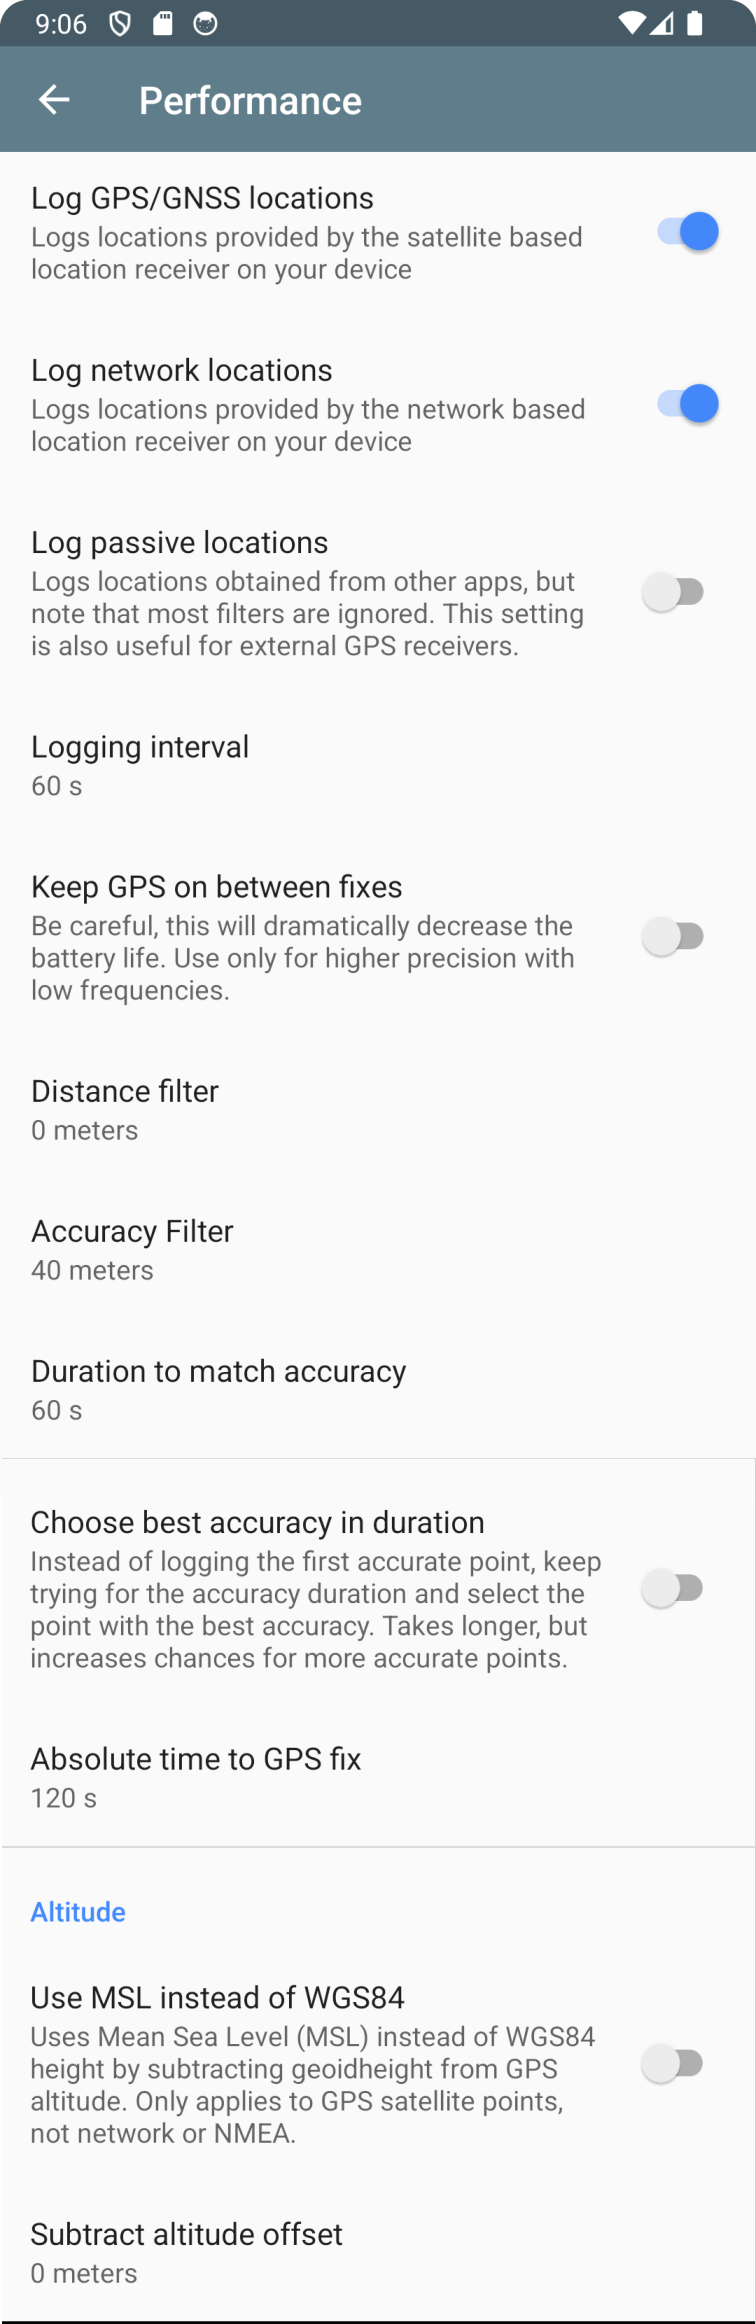 9:06
Performance
Log GPS/GNSS locations
Logs locations provided by the satellite based
location receiver on your device
Log network locations
Logs locations provided by the network based
location receiver on your device
Log passive locations
Logs locations obtained from other apps, but
note that most filters are ignored. This setting
is also useful for external GPS receivers.
Logging interval
60 s
Keep GPS on between fixes
Be careful, this will dramatically decrease the
battery life. Use only for higher precision with
low frequencies.
Distance filter
0 meters
Accuracy Filter
40 meters
Duration to match accuracy
60 s
Choose best accuracy in duration
Instead of logging the first accurate point, keep
trying for the accuracy duration and select the
point with the best accuracy. Takes longer, but
increases chances for more accurate points.
Absolute time to GPS fix
120 s
Altitude
Use MSL instead of WGS84
Uses Mean Sea Level (MSL) instead of WGS84
height by subtracting geoidheight from GPS
altitude. Only applies to GPS satellite points,
not network or NMEA.
Subtract altitude offset
0 meters